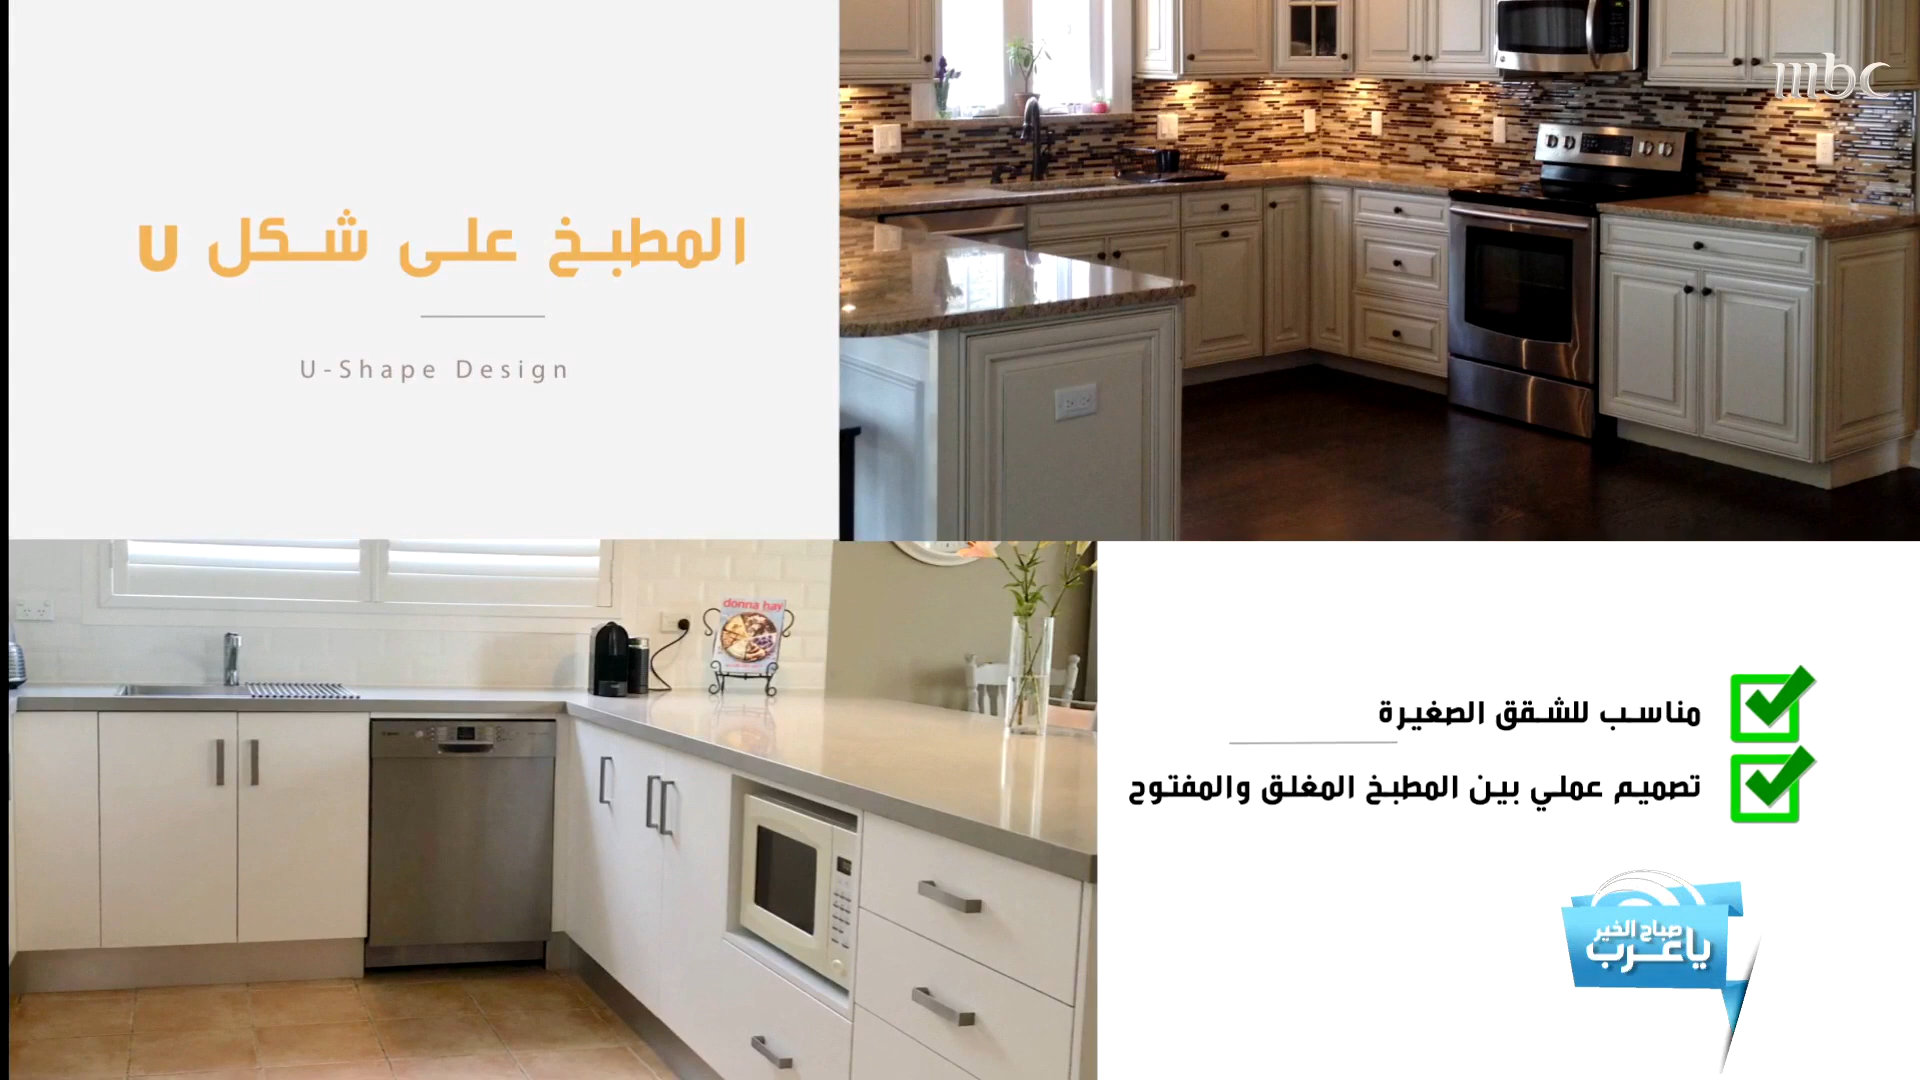 mbc
المطبخ على شكل U
U-Shape Design
donna hay
مناسب للشقق الصغيرة
تصميم عملي بين المطبخ المغلق والمفتوح
صباح الخير
ياعرب